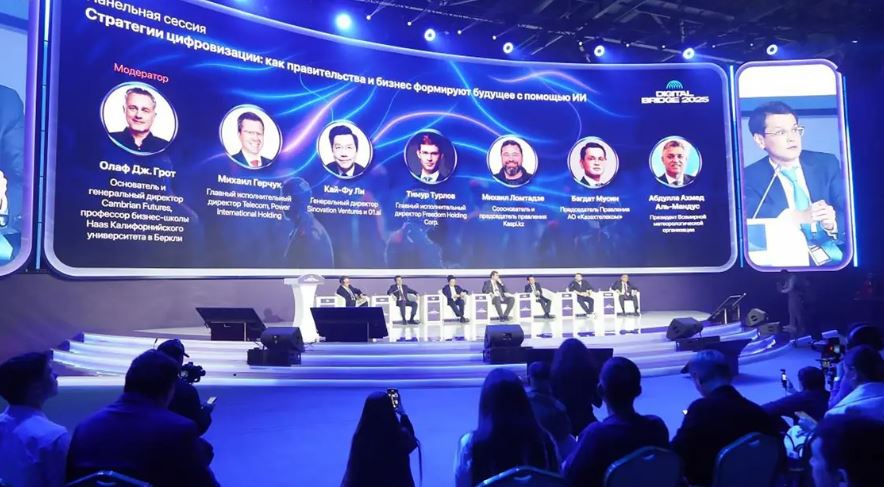 Панельная сессия
Стратегии цифровизации: как правительства и бизнес формируют будущее с помощью ИИ
DIGITAL
BRIDGE 2025
Модератор
Олаф Дж. Грот
Основатель и
генеральный директор
Cambrian Futures,
профессор бизнес-школы
Haas Калифорнийского
университета в Беркли
Михаил Герчук
Главный исполнительный
директор Telecom, Power
International Holding
Кай-Фу Ли
Генеральный директор
Sinovation Ventures и 01.ai
Тимур Турлов
Главный исполнительный
директор Freedom Holding
Corp.
Михаил Ломтадзе
Сооснователь и
председатель правления
Kaspi.kz
Багдат Мусин
Председатель Правления
АО «Казахтелеком»
Абдулла Ахмед
Аль-Мандус
Президент Всемирной
метеорологической
организации